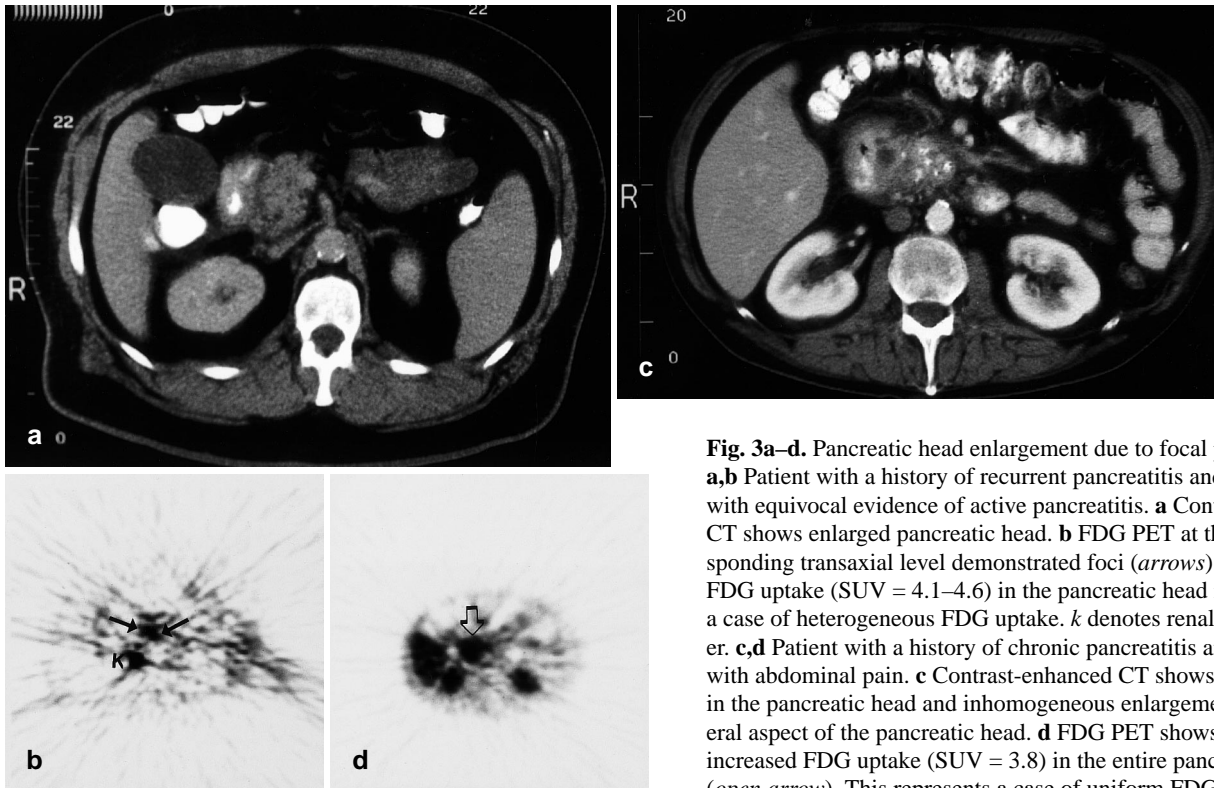 0 22
22
R
a 0
20
R
c 0
K
b
d
Fig. 3a–d. Pancreatic head enlargement due to focal
a,b Patient with a history of recurrent pancreatitis and
with equivocal evidence of active pancreatitis. a Cont
CT shows enlarged pancreatic head. b FDG PET at th
sponding transaxial level demonstrated foci (arrows)
FDG uptake (SUV = 4.1–4.6) in the pancreatic head
a case of heterogeneous FDG uptake. k denotes renal
er. c,d Patient with a history of chronic pancreatitis a
with abdominal pain. c Contrast-enhanced CT shows
in the pancreatic head and inhomogeneous enlargeme
eral aspect of the pancreatic head. d FDG PET shows
increased FDG uptake (SUV = 3.8) in the entire panc
(open arrow). This represents a case of uniform FDG